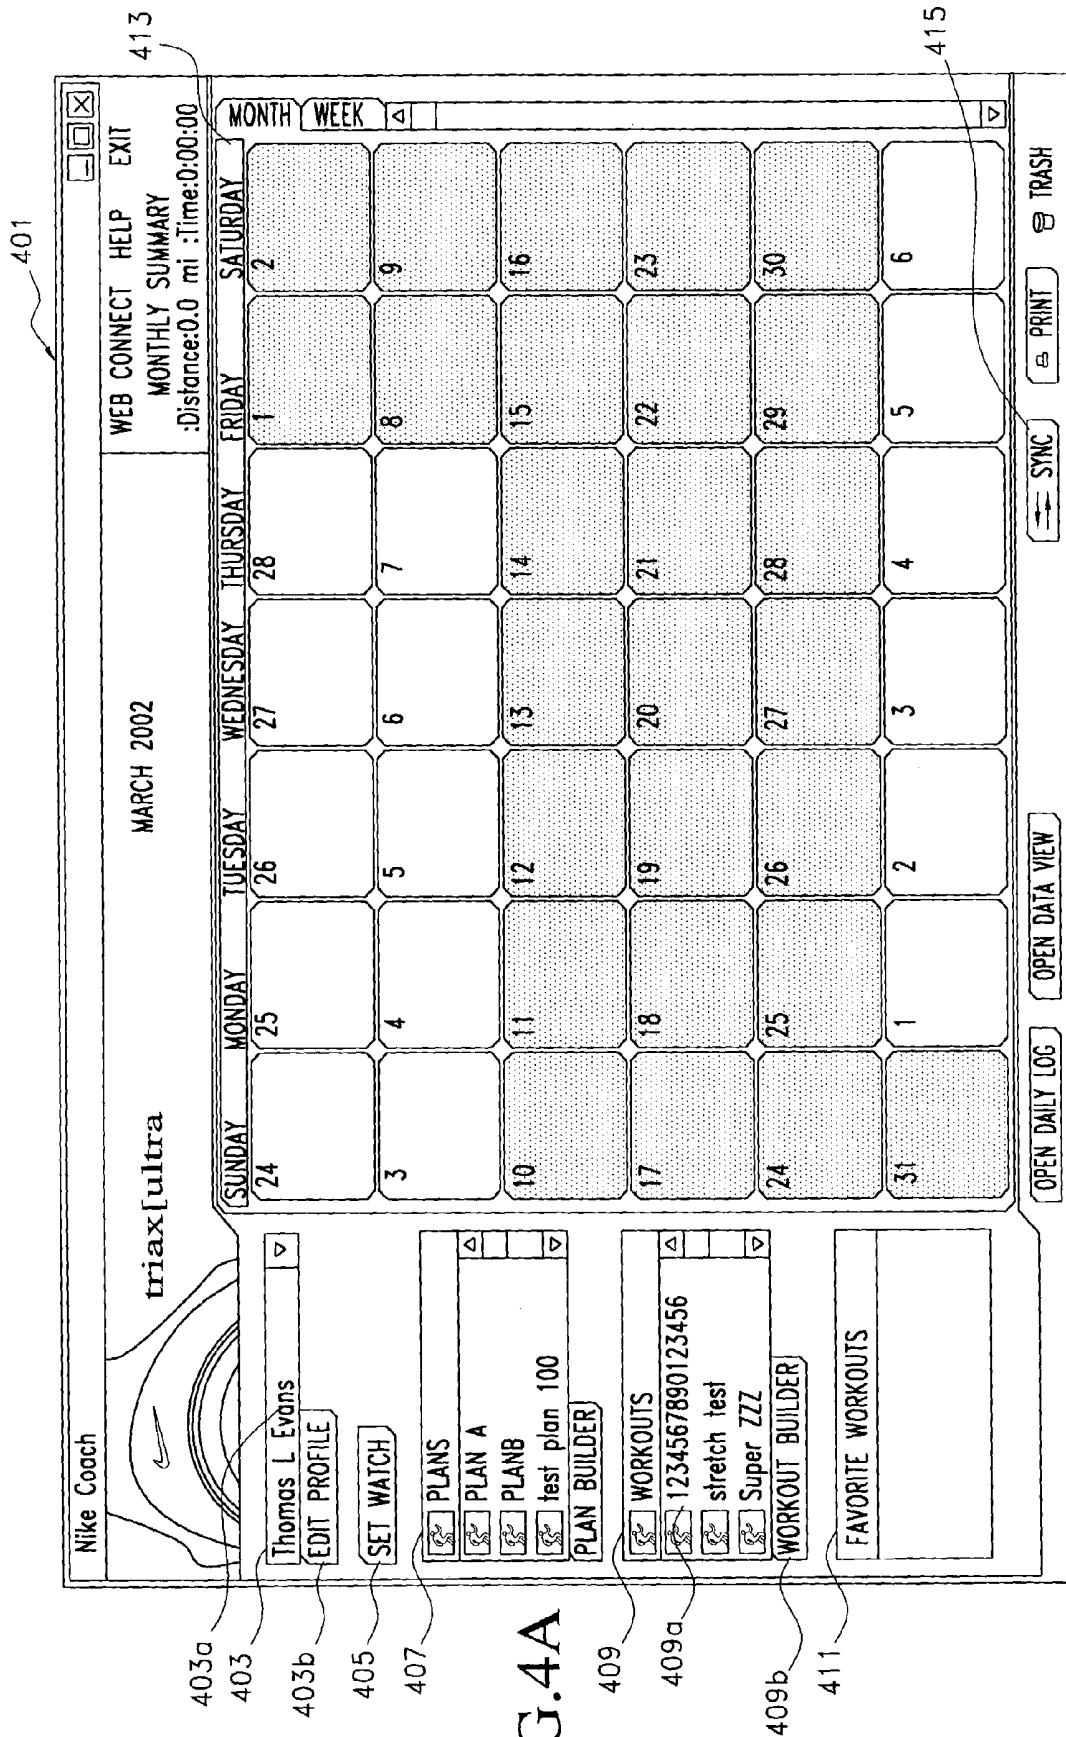 401
Nike Coach
triax[ultra
MARCH 2002
WEB CONNECT HELP EXIT
MONTHLY SUMMARY
:Distance:0.0 mi :Time:0:00:00
413
403a
403
Thomas L Evans
403b
EDIT PROFILE
405
SET WATCH
407
PLANS
PLAN A
PLANB
test plan 100
PLAN BUILDER
G.4A
409
WORKOUTS
409a
12345678901234​56
stretch test
Super ZZZ
409b
WORKOUT BUILDER
411
FAVORITE WORKOUTS
SUNDAY MONDAY TUESDAY WEDNESDAY THURSDAY FRIDAY SATURDAY
24 25 26 27 28 1 2
3 4 5 6 7 8 9
10 11 12 13 14 15 16
17 18 19 20 21 22 23
24 25 26 27 28 29 30
31 1 2 3 4 5 6
MONTH
WEEK
OPEN DAILY LOG OPEN DATA VIEW SYNC PRINT TRASH
415